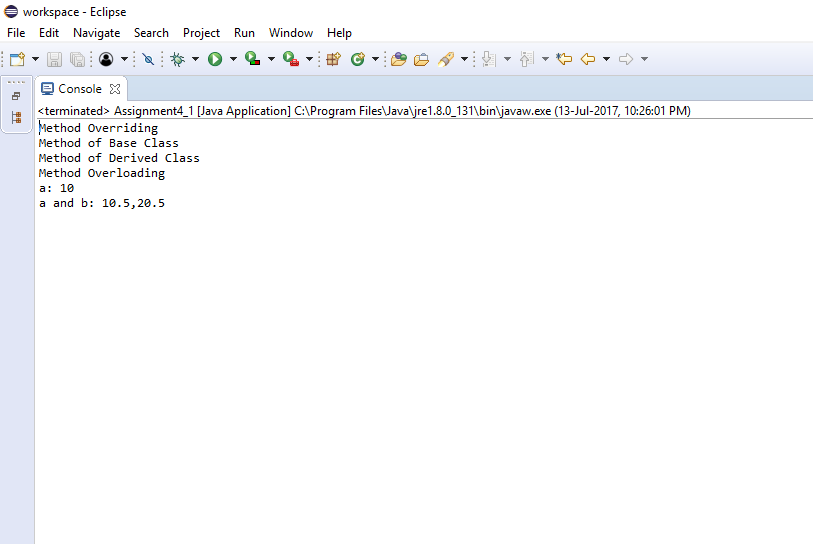 workspace - Eclipse
File Edit Navigate Search Project Run Window Help
Console
<terminated> Assignment4_1 [Java Application] C:\Program Files\Java\jre1.8.0_131\bin\javaw.exe (13-Jul-2017, 10:26:01 PM)
Method Overriding
Method of Base Class
Method of Derived Class
Method Overloading
a: 10
a and b: 10.5,20.5